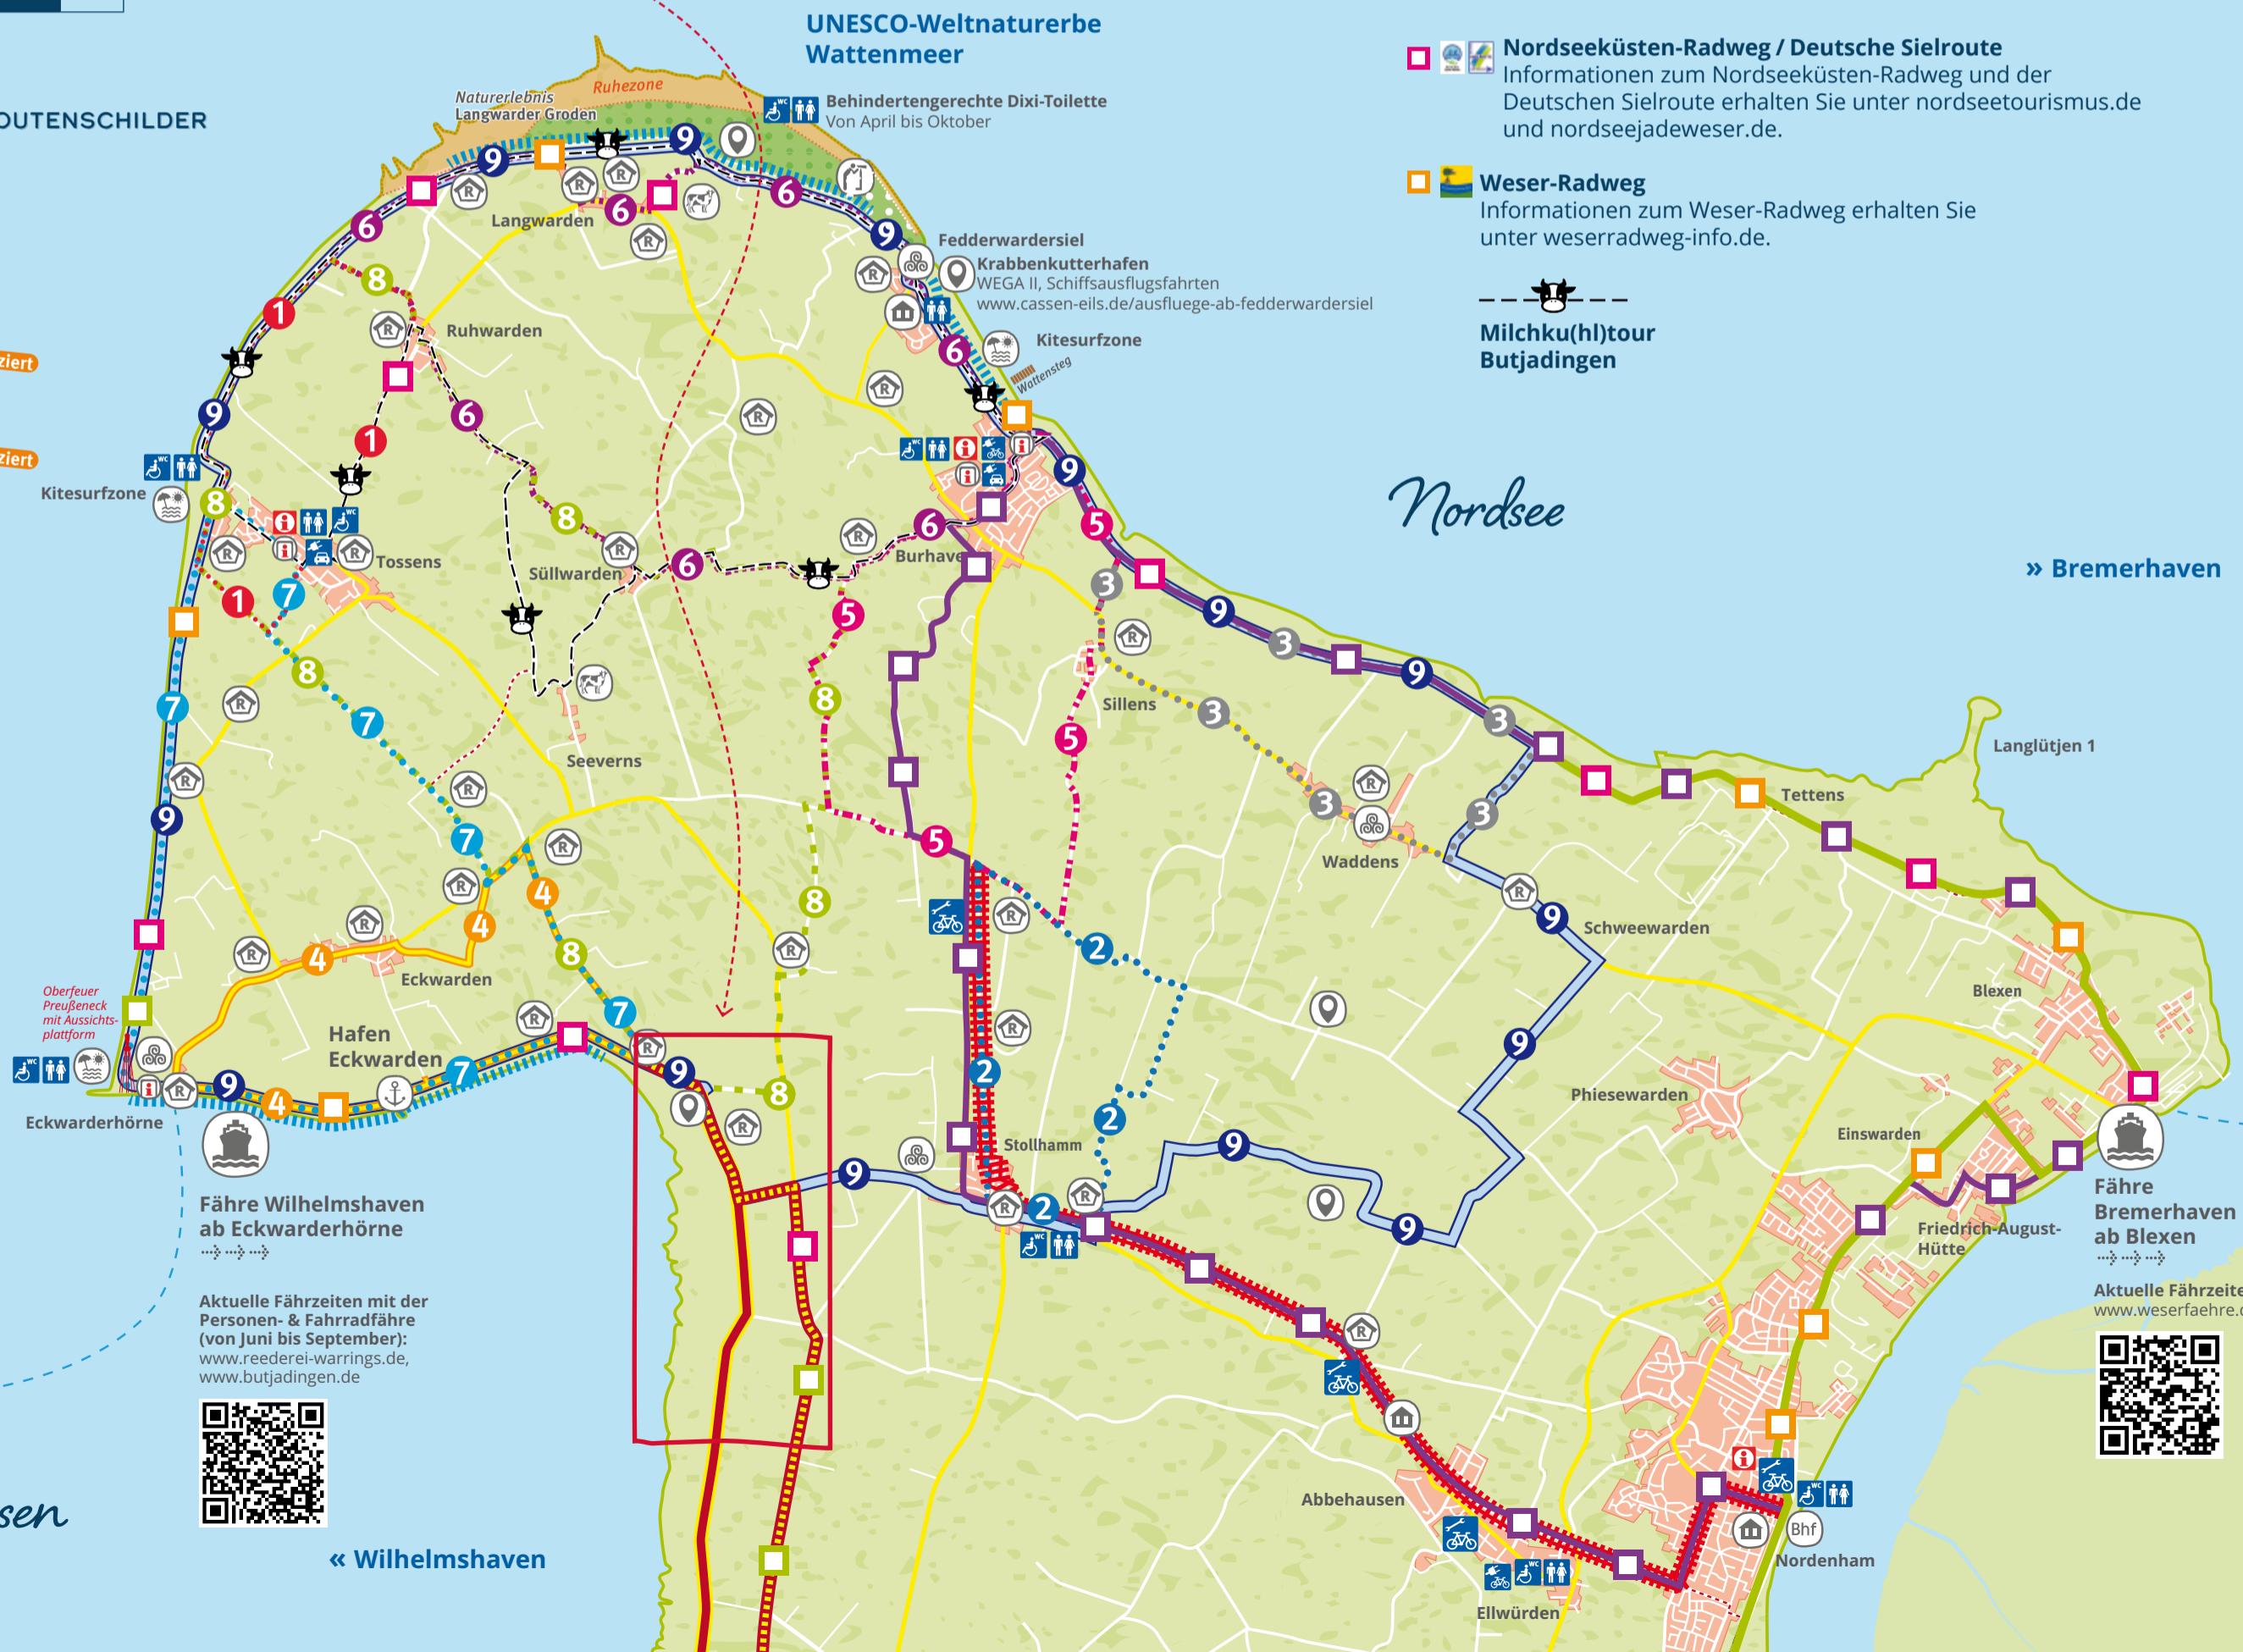 OUTENSCHILDER
ziert
ziert
sen
UNESCO-Weltnaturerbe
Wattenmeer
Naturerlebnis
Langwarder Groden
Ruhezone
WC
Behindertengerechte Dixi-Toilette
Von April bis Oktober
Nordseeküsten-Radweg / Deutsche Sielroute
Informationen zum Nordseeküsten-Radweg und der
Deutschen Sielroute erhalten Sie unter nordseetourismus.de
und nordseejadeweser.de.
Weser-Radweg
Informationen zum Weser-Radweg erhalten Sie
unter weserradweg-info.de.
Milchku(hl)tour
Butjadingen
Langwarden
Fedderwardersiel
Krabbenkutterhafen
WEGA II, Schiffsausflugsfahrten
www.cassen-eils.de/ausfluege-ab-fedderwardersiel
Ruhwarden
Kitesurfzone
Wattensteg
Kitesurfzone
Nordsee
Tossens
Süllwarden
Burhave
» Bremerhaven
Sillens
Seeverns
Langlütjen 1
Tettens
Waddens
Schweewarden
Eckwarden
Blexen
Oberfeuer
Preußeneck
mit Aussichts-
plattform
Hafen
Eckwarden
Eckwarderhörne
Phiesewarden
Einswarden
Stollhamm
Fähre Wilhelmshaven
ab Eckwarderhörne
Aktuelle Fährzeiten mit der
Personen- & Fahrradfähre
(von Juni bis September):
www.reederei-warrings.de,
www.butjadingen.de
Friedrich-August-
Hütte
Fähre
Bremerhaven
ab Blexen
Aktuelle Fährzeite
www.weserfaehre.
Abbehausen
« Wilhelmshaven
Bhf
Nordenham
Ellwürden